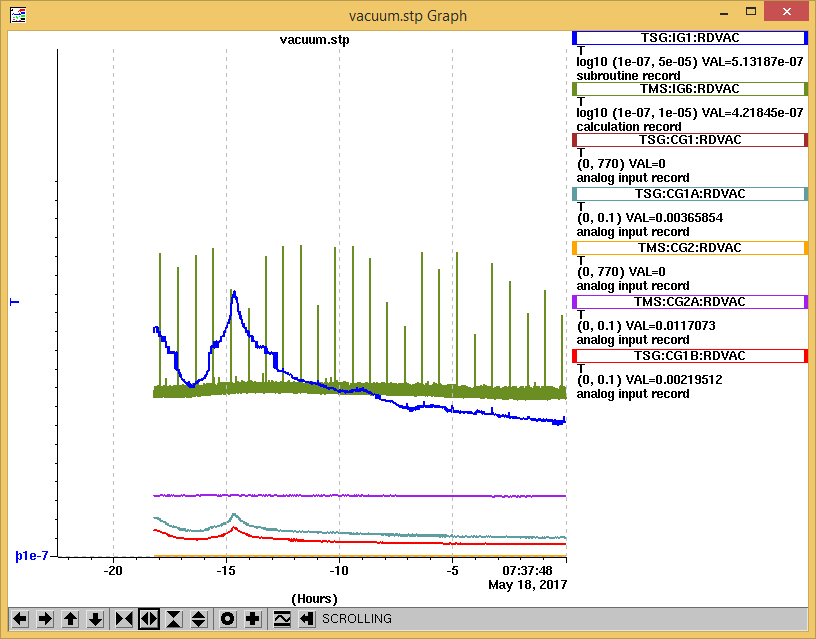 vacuum.stp Graph
vacuum.stp
TSG:IG1:RDVAC
T
log10 (1e-07, 5e-05) VAL=5.13187e-07
subroutine record
TMS:IG6:RDVAC
T
log10 (1e-07, 1e-05) VAL=4.21845e-07
calculation record
TSG:CG1:RDVAC
T
(0, 770) VAL=0
analog input record
TSG:CG1A:RDVAC
T
(0, 0.1) VAL=0.00365854
analog input record
TMS:CG2:RDVAC
T
(0, 770) VAL=0
analog input record
TMS:CG2A:RDVAC
T
(0, 0.1) VAL=0.0117073
analog input record
TSG:CG1B:RDVAC
T
(0, 0.1) VAL=0.00219512
analog input record
T
1e-7
-20
-15
-10
-5
07:37:48
May 18, 2017
(Hours)
SCROLLING